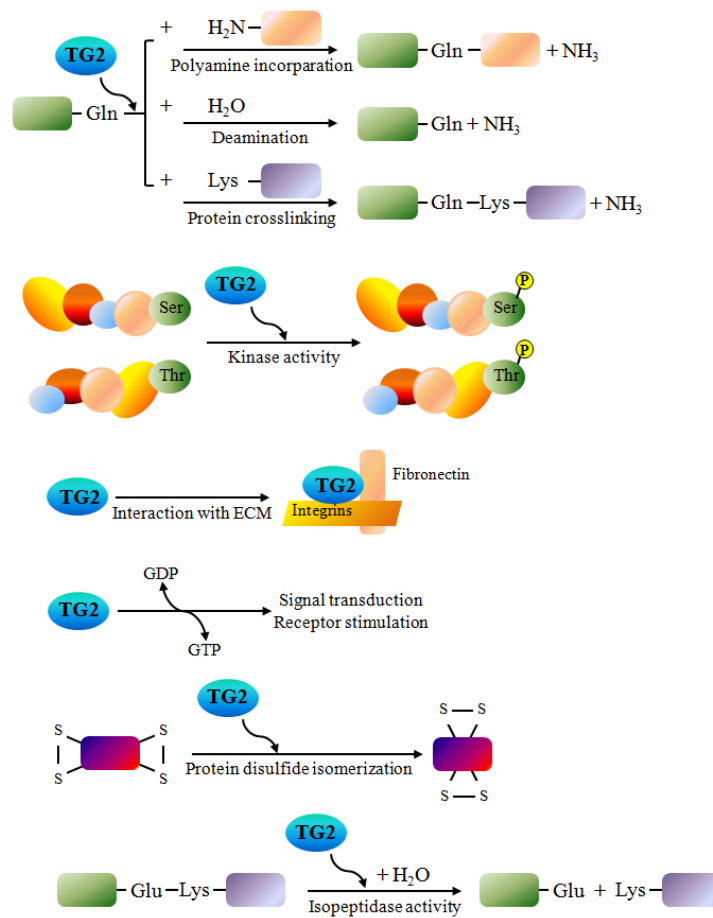 + H₂N
TG2
Polyamine incorparation
Gln + NH₃
Gln
+ H₂O
Deamination
Gln + NH₃
+ Lys
Protein crosslinking
Gln Lys + NH₃
TG2
Ser
Kinase activity
Ser P
Thr
Thr P
TG2
Interaction with ECM
TG2
Integrins
Fibronectin
GDP
TG2
GTP
Signal transduction
Receptor stimulation
TG2
S S
S S
Protein disulfide isomerization
S S
S S
TG2
Glu Lys
+ H₂O
Isopeptidase activity
Glu + Lys